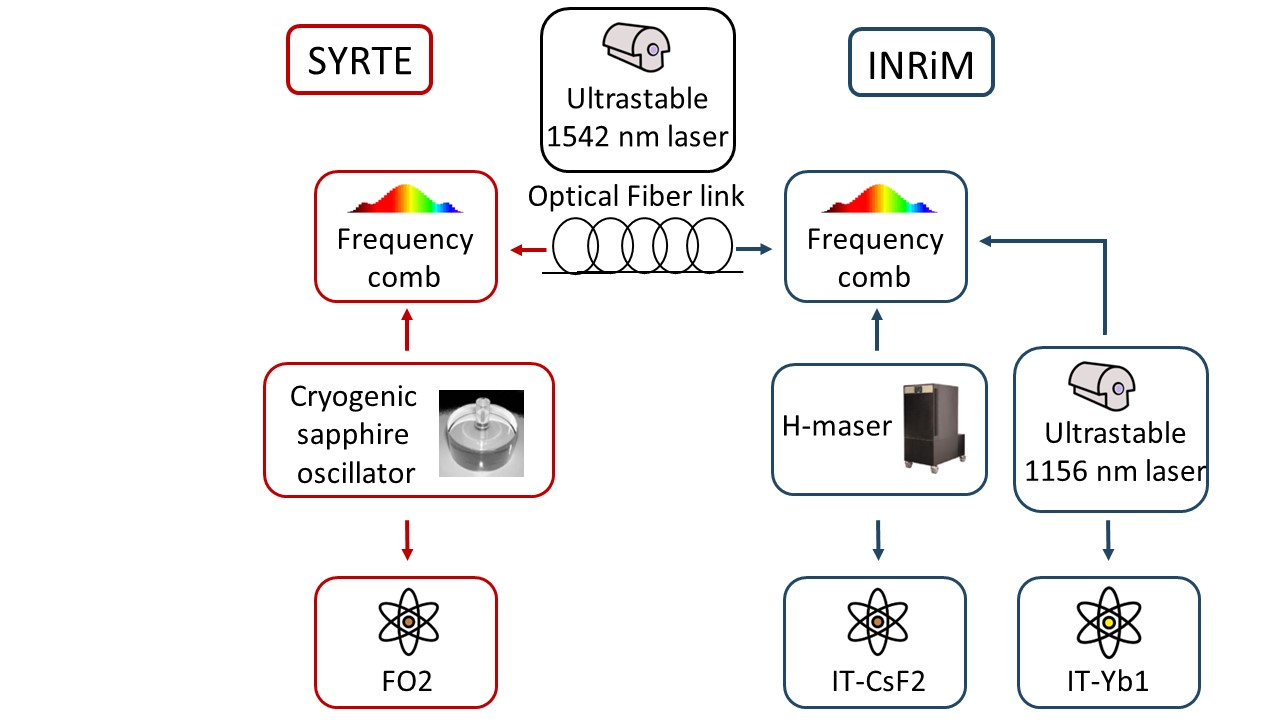 SYRTE
Ultrastable
1542 nm laser
INRiM
Optical Fiber link
Frequency
comb
Frequency
comb
Cryogenic
sapphire
oscillator
H-maser
Ultrastable
1156 nm laser
FO2
IT-CsF2
IT-Yb1